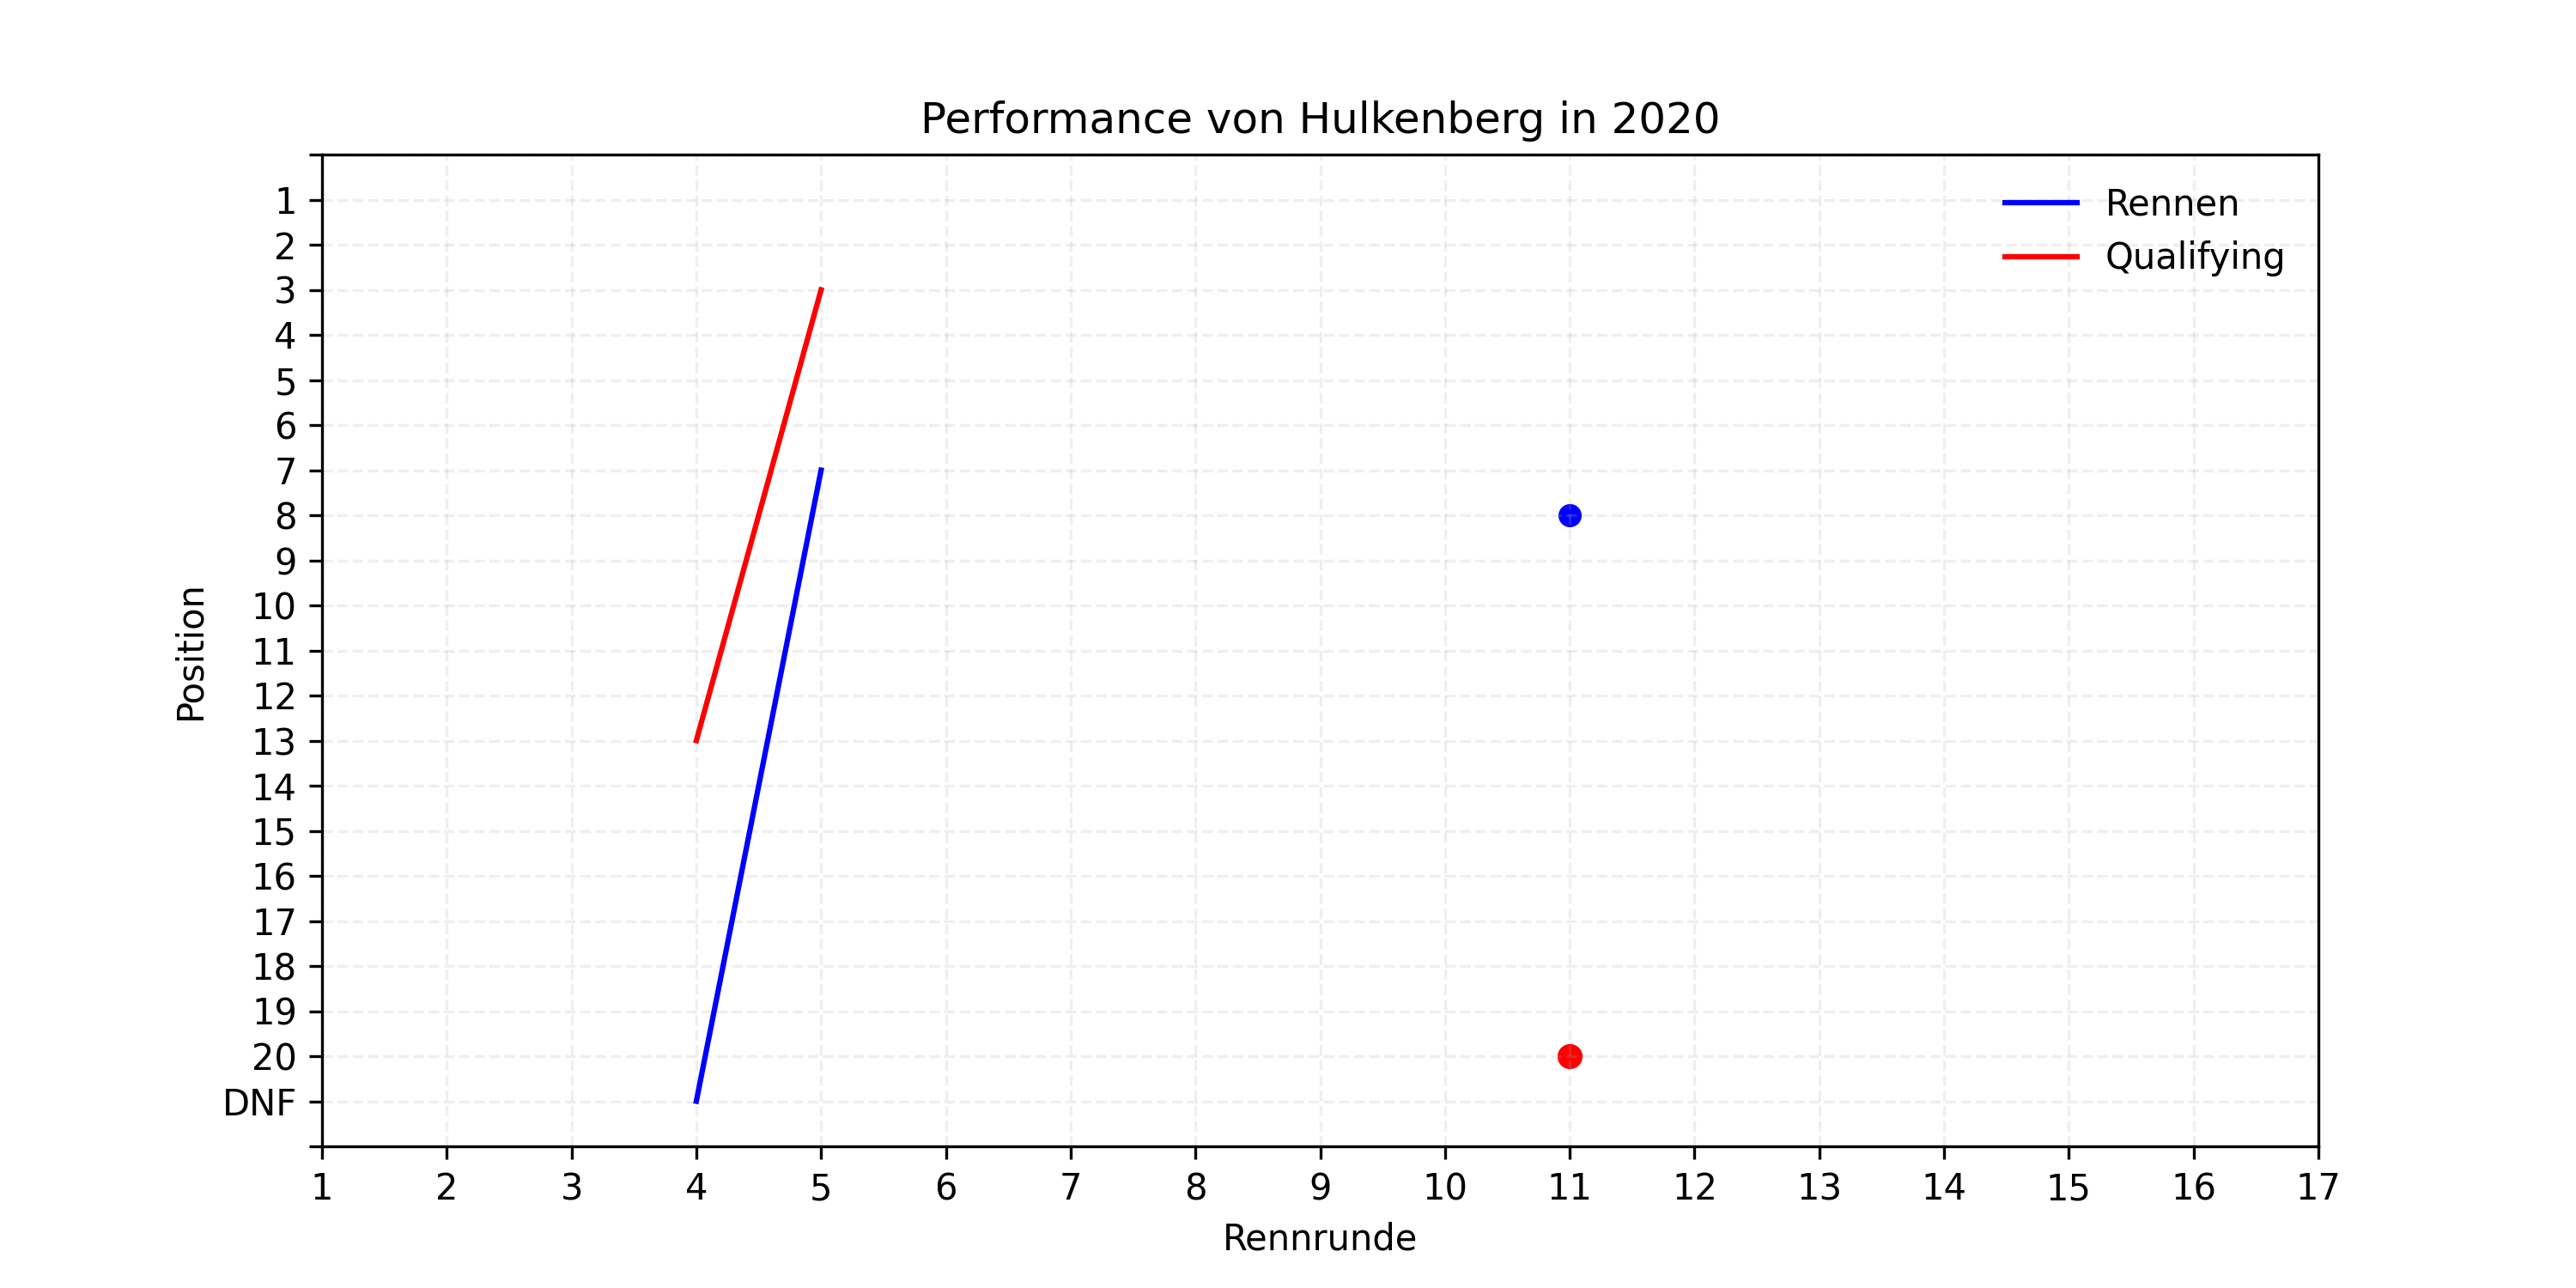 Performance von Hulkenberg in 2020
Rennen
Qualifying
Position
1
2
3
4
5
6
7
8
9
10
11
12
13
14
15
16
17
18
19
20
DNF
1 2 3 4 5 6 7 8 9 10 11 12 13 14 15 16 17
Rennrunde